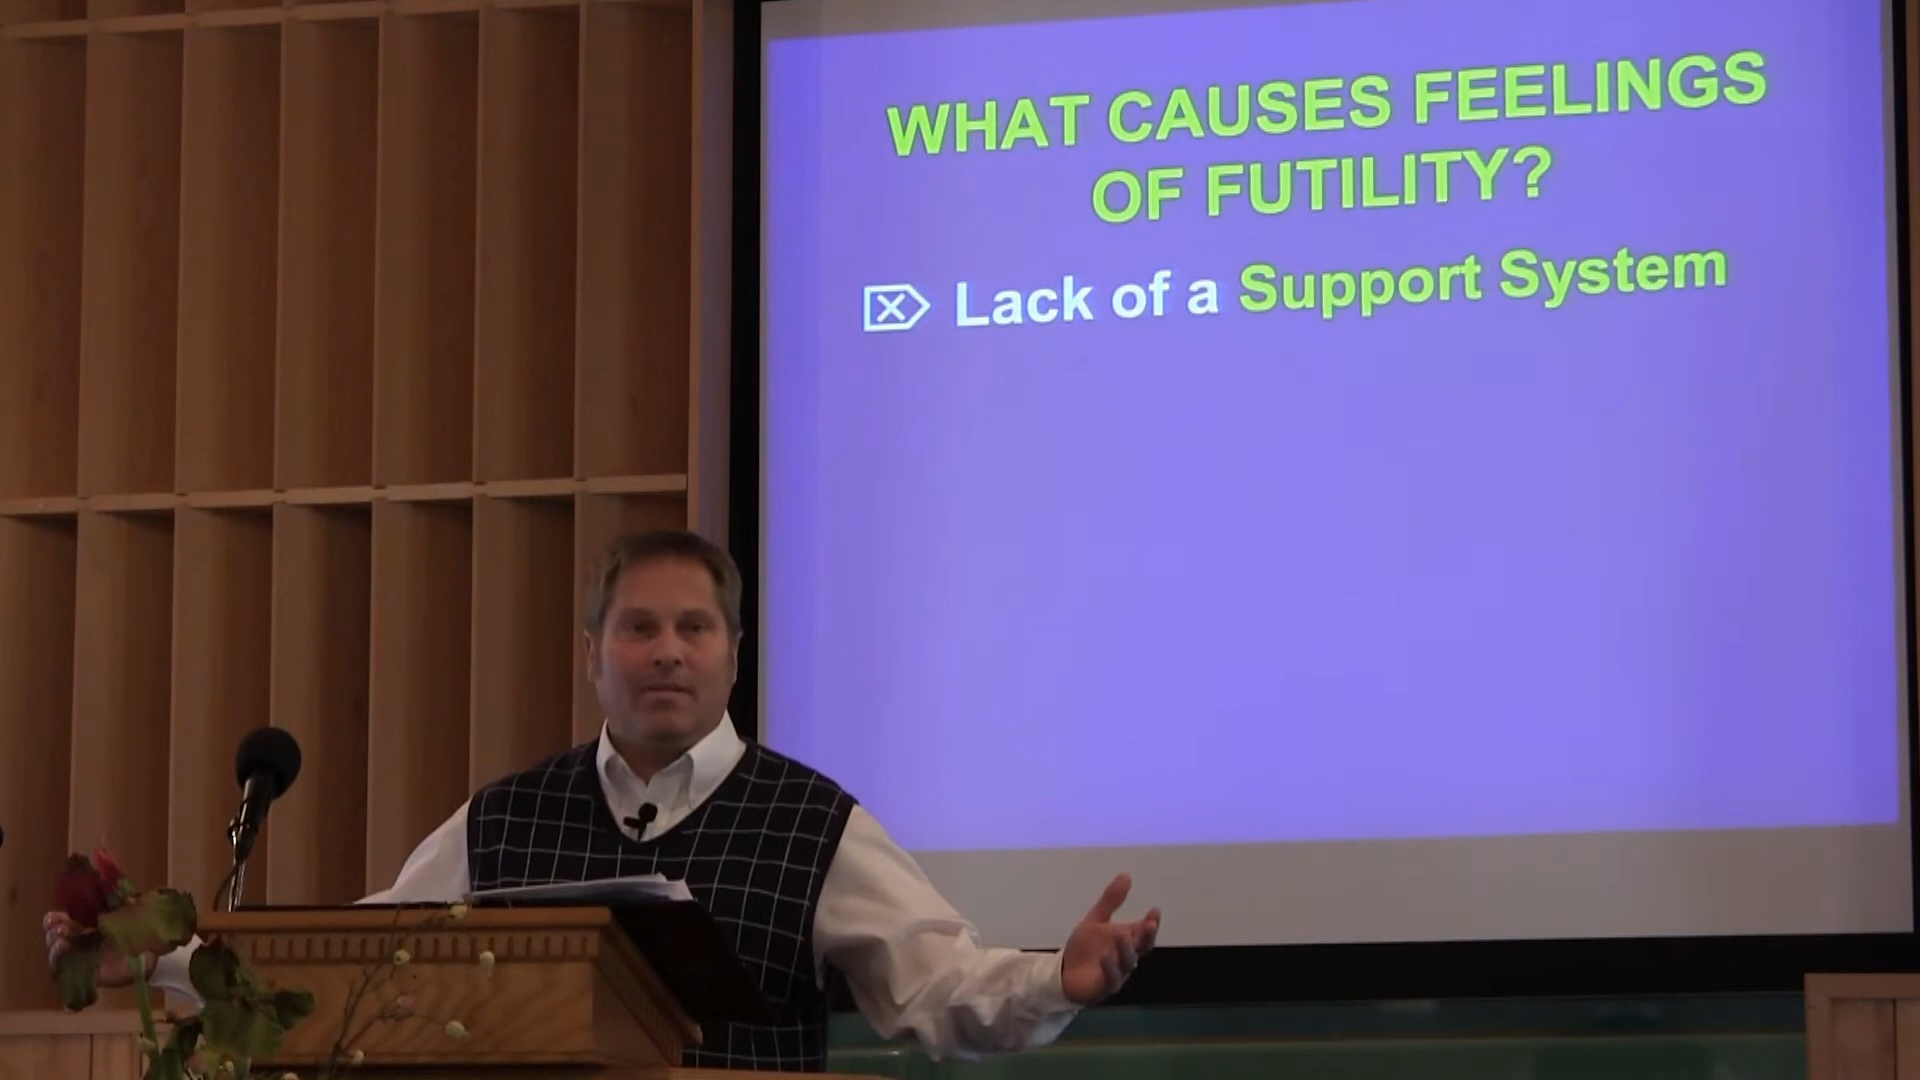 WHAT CAUSES FEELINGS
OF FUTILITY?
Lack of a Support System